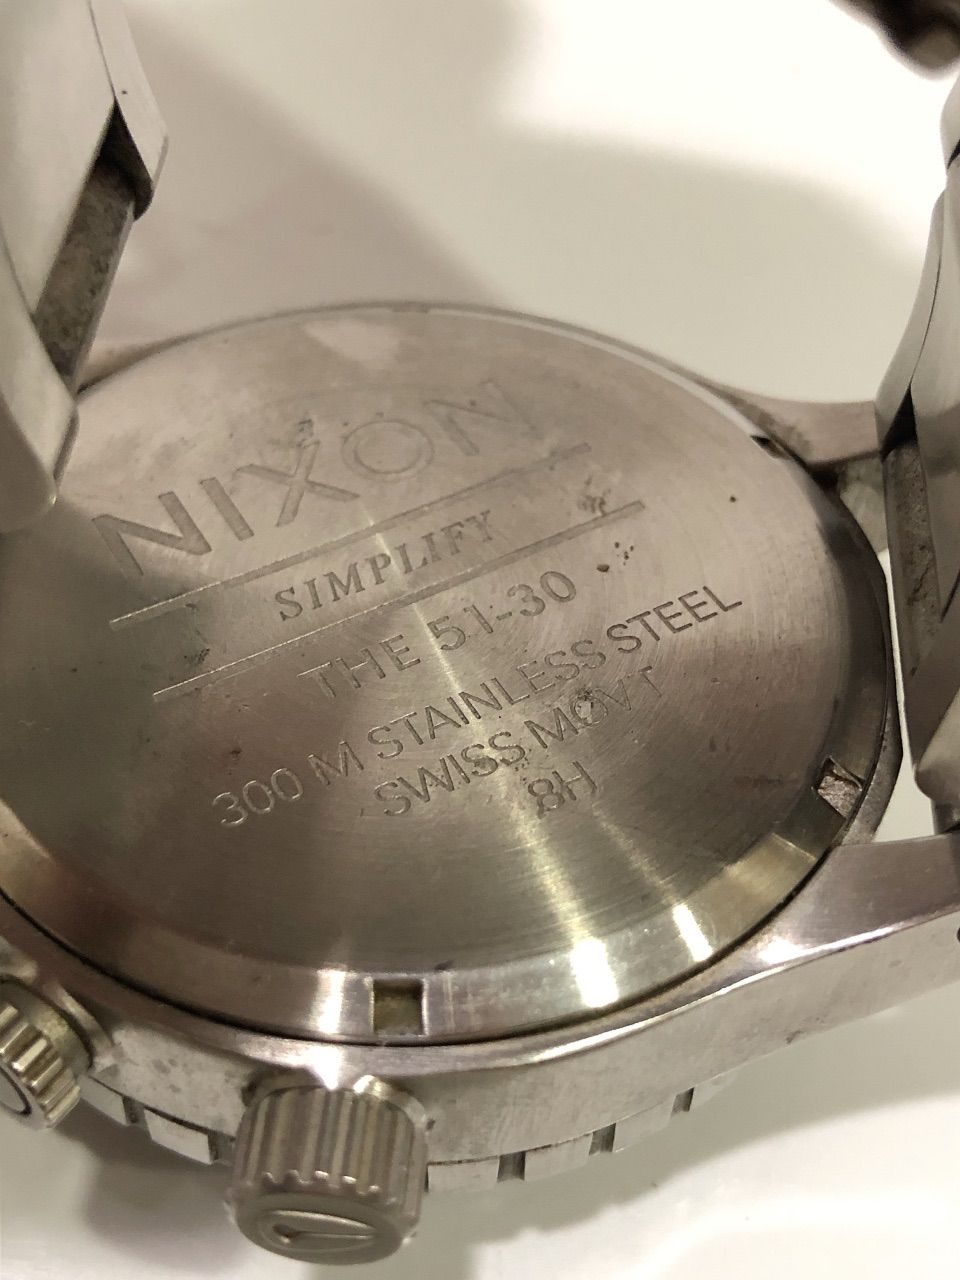 NIXON
SIMPLIFY
THE 51-30
300 M STAINLESS STEEL
SWISS MOVT
8H